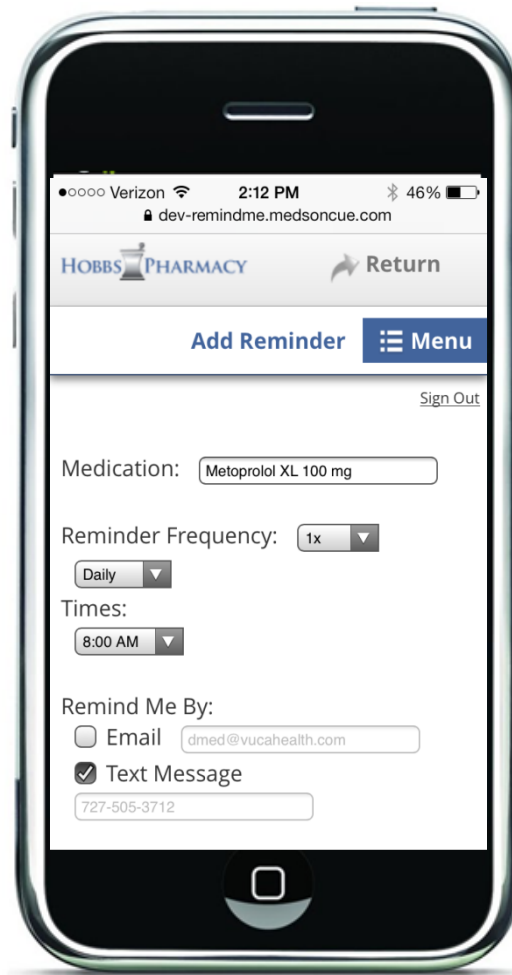 Verizon 2:12 PM 46%
dev-remindme.medsoncue.com
HOBBS PHARMACY Return
Add Reminder Menu
Sign Out
Medication: Metoprolol XL 100 mg
Reminder Frequency: 1x
Daily
Times:
8:00 AM
Remind Me By:
Email dmed@vucahealth.com
Text Message
727-505-3712